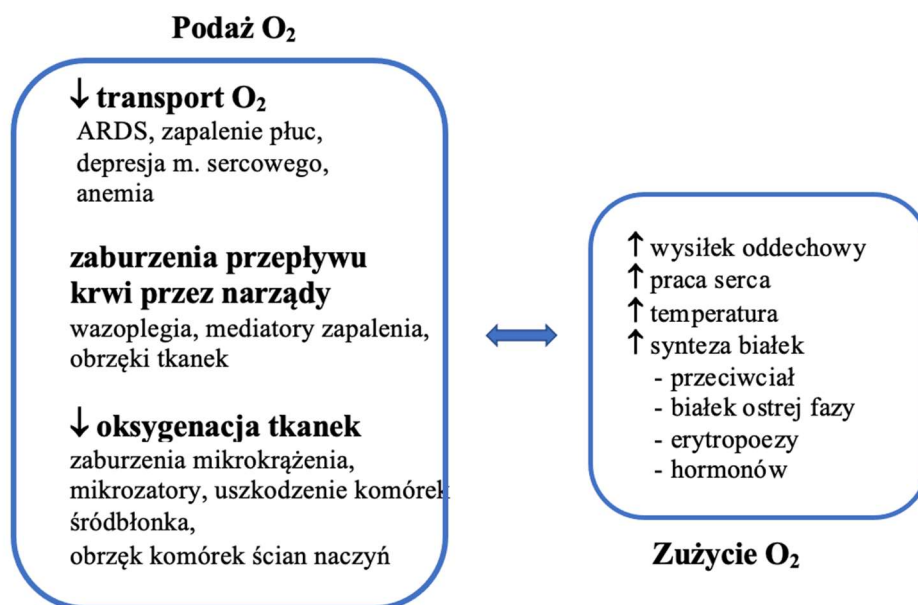 Podaż O₂
↓ transport O₂
ARDS, zapalenie płuc,
depresja m. sercowego,
anemia
zaburzenia przepływu
krwi przez narządy
wazoplegia, mediatory zapalenia,
obrzęki tkanek
↓ oksygenacja tkanek
zaburzenia mikrokrążenia,
mikrozatory, uszkodzenie komórek
śródbłonka,
obrzęk komórek ścian naczyń
↑ wysiłek oddechowy
↑ praca serca
↑ temperatura
↑ synteza białek
- przeciwciał
- białek ostrej fazy
- erytropoezy
- hormonów
Zużycie O₂